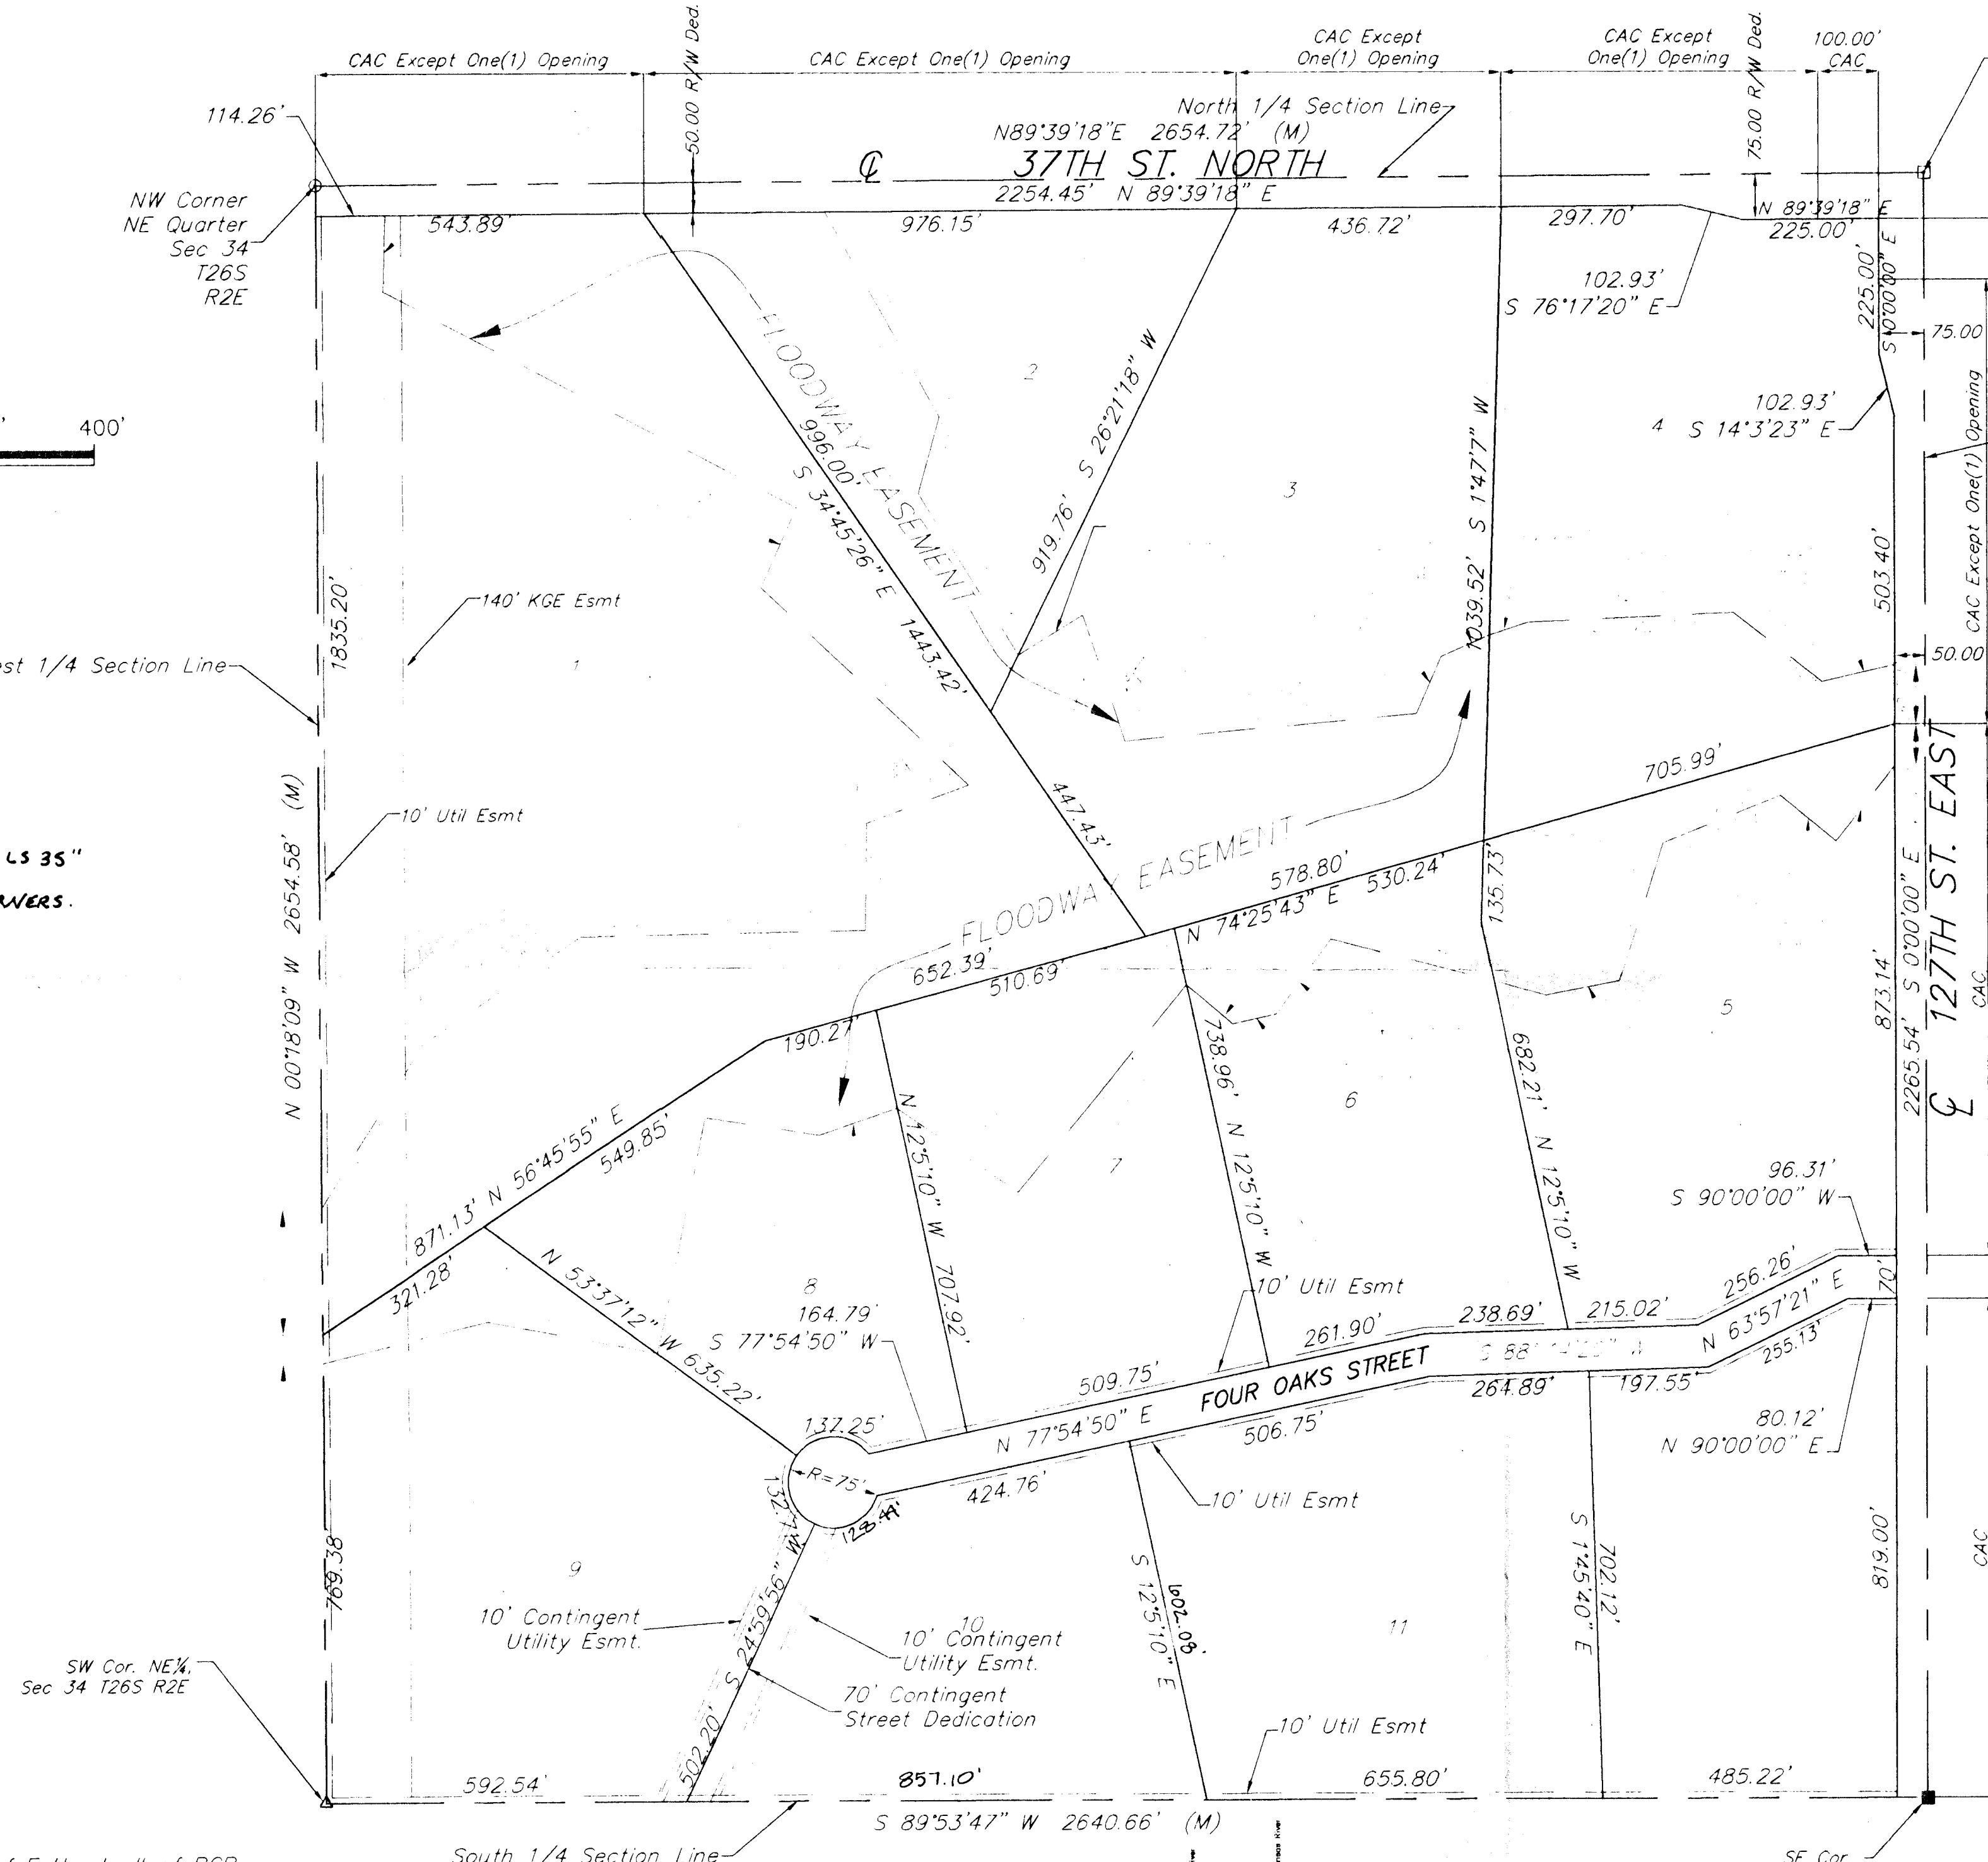 CAC Except One(1) Opening
50.00 R/W Ded.
CAC Except One(1) Opening
CAC Except
One(1) Opening
CAC Except
One(1) Opening
75.00 R/W Ded.
100.00'
CAC
114.26'
North 1/4 Section Line
N89°39'18"E 2654.72' (M)
℄ 37TH ST. NORTH
2254.45' N 89°39'18" E
NW Corner
NE Quarter
Sec 34
T26S
R2E
543.89'
976.15'
436.72'
297.70'
N 89°39'18" E
225.00'
102.93'
S 76°17'20" E
225.00'
S 0°00'00" E
75.00
400'
2
102.93'
4 S 14°3'23" E
CAC Except One(1) Opening
FLOODWAY EASEMENT
996.00'
S 34°45'26" E 1443.42'
919.76' S 26°21'18" W
3
1039.52' S 1°47'7" W
503.40'
1835.20'
140' KGE Esmt
1
st 1/4 Section Line
50.00
10' Util Esmt
N 00°18'09" W 2654.58' (M)
LS 35"
447.43'
705.99'
FLOODWAY EASEMENT
578.80'
N 74°25'43" E 530.24'
135.73'
℄ 127TH ST. EAST
2265.54' S 0°00'00" E
873.14'
CAC
652.39'
510.69'
190.27'
5
738.96' N 12°5'10" W
6
682.21' N 12°5'10" W
871.13' N 56°45'55" E
549.85'
321.28'
N 12°5'10" W 707.92'
7
96.31'
S 90°00'00" W
N 53°37'12" W 635.22'
8
164.79'
S 77°54'50" W
10' Util Esmt
256.26'
70'
N 63°57'21" E
255.13'
238.69'
215.02'
261.90'
509.75'
FOUR OAKS STREET
N 77°54'50" E
264.89'
197.55'
137.25'
506.75'
80.12'
N 90°00'00" E
R=75'
424.76'
10' Util Esmt
769.38'
9
10' Contingent
Utility Esmt.
S 24°59'56" W
502.20'
10
10' Contingent
Utility Esmt.
S 12°5'10" E
602.08'
11
S 1°45'40" E
702.12'
819.00'
CAC
SW Cor. NE¼,
Sec 34 T26S R2E
70' Contingent
Street Dedication
10' Util Esmt
592.54'
857.10'
655.80'
485.22'
S 89°53'47" W 2640.66' (M)
South 1/4 Section Line
SE Cor